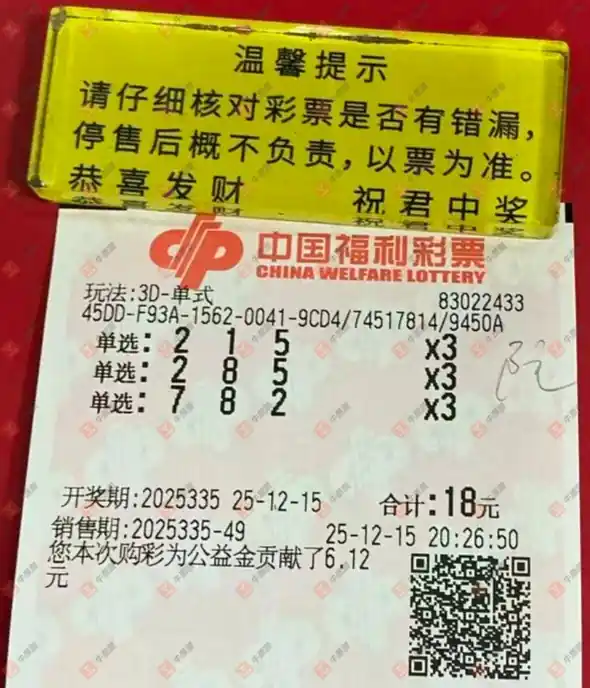 温馨提示
请仔细核对彩票是否有错漏，
停售后概不负责，以票为准。
恭喜发财 祝君中奖
中国福利彩票
CHINA WELFARE LOTTERY
玩法:3D-单式 83022433
45DD-F93A-1562-0041-9CD4/74517814/9450A
单选: 2 1 5 x3
单选: 2 8 5 x3
单选: 7 8 2 x3
开奖期:2025335 25-12-15 合计:18元
销售期:2025335-49 25-12-15 20:26:50
您本次购彩为公益金贡献了6.12
元